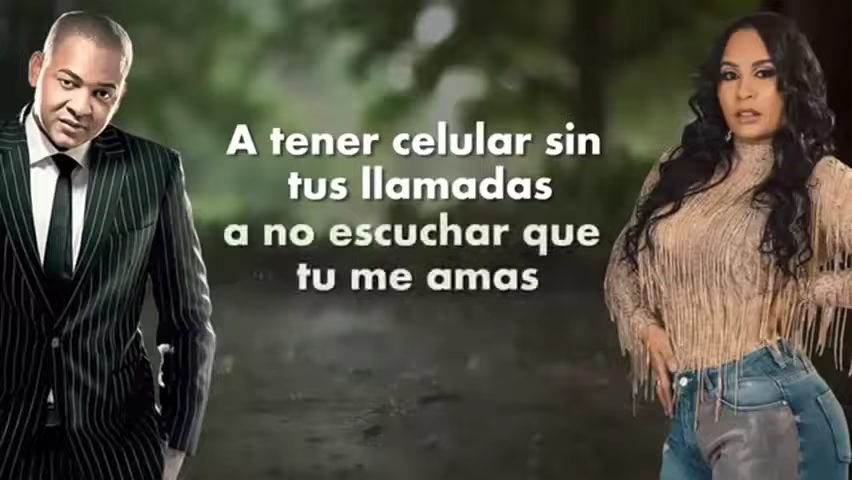 A tener celular sin
tus llamadas
a no escuchar que
tu me amas